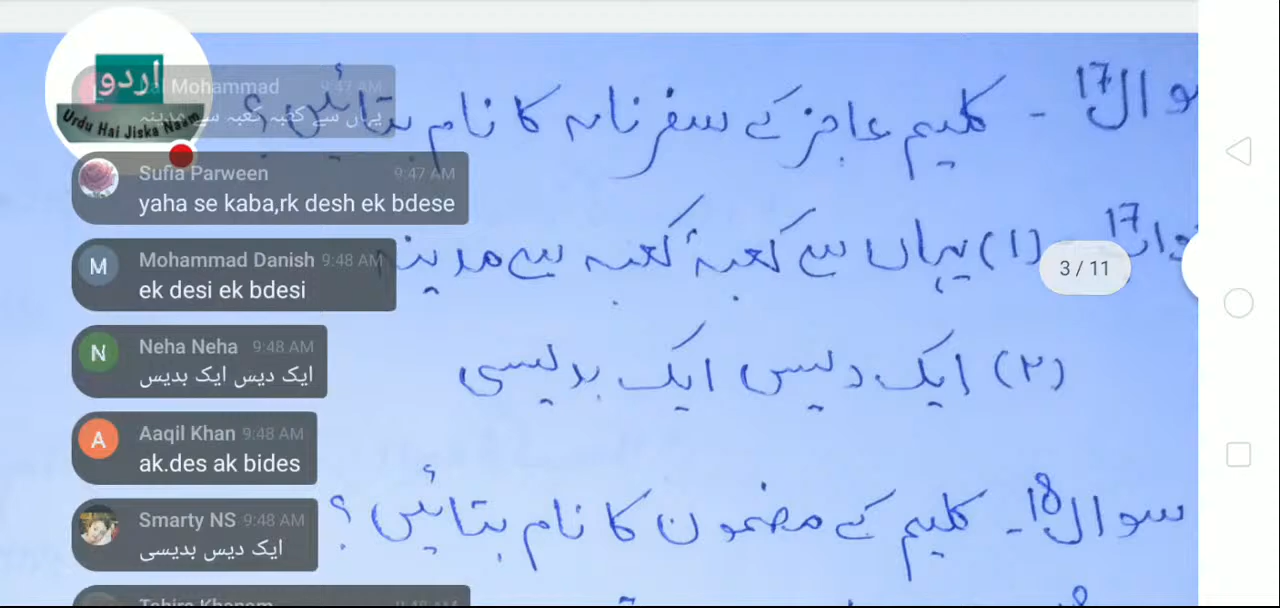 اردو
Urdu Hai Jiska Naam
Mohammad 9:47 AM
یہاں سے کعبہ کعبہ سے مدینہ
Sufia Parween 9:47 AM
yaha se kaba,rk desh ek bdese
Mohammad Danish 9:48 AM
ek desi ek bdesi
Neha Neha 9:48 AM
ایک دیس ایک بدیس
Aaqil Khan 9:48 AM
ak.des ak bides
Smarty NS 9:48 AM
ایک دیس بدیسی
Tahira Khanam
سوال 17۔ کلیم عاجز کے سفر نامہ کا نام بتائیں؟
17 (۱) یہاں سے کعبہ کعبہ سے مدینہ
3 / 11
(۲) ایک دیس ایک بدیسی
سوال 18۔ کلیم کے مضمون کا نام بتائیں؟